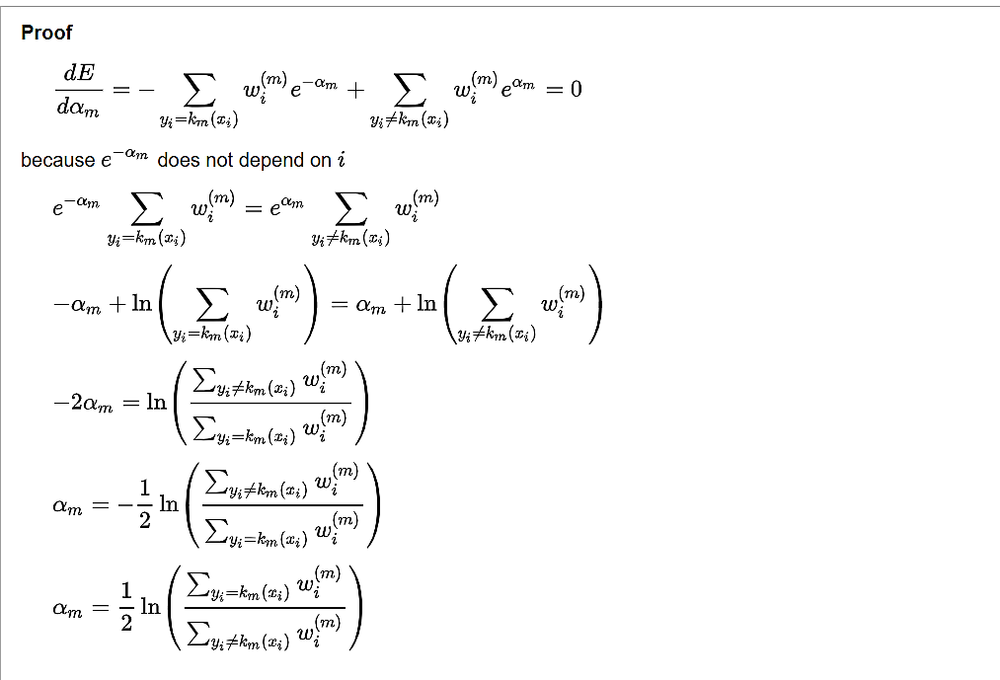 Proof
\frac{dE}{d\alpha_m} = -\sum_{y_i = k_m(x_i)} w_i^{(m)} e^{-\alpha_m} + \sum_{y_i \neq k_m(x_i)} w_i^{(m)} e^{\alpha_m} = 0
because e^{-\alpha_m} does not depend on i
e^{-\alpha_m} \sum_{y_i = k_m(x_i)} w_i^{(m)} = e^{\alpha_m} \sum_{y_i \neq k_m(x_i)} w_i^{(m)}
-\alpha_m + \ln\left(\sum_{y_i = k_m(x_i)} w_i^{(m)}\right) = \alpha_m + \ln\left(\sum_{y_i \neq k_m(x_i)} w_i^{(m)}\right)
-2\alpha_m = \ln\left(\frac{\sum_{y_i \neq k_m(x_i)} w_i^{(m)}}{\sum_{y_i = k_m(x_i)} w_i^{(m)}}\right)
\alpha_m = -\frac{1}{2} \ln\left(\frac{\sum_{y_i \neq k_m(x_i)} w_i^{(m)}}{\sum_{y_i = k_m(x_i)} w_i^{(m)}}\right)
\alpha_m = \frac{1}{2} \ln\left(\frac{\sum_{y_i = k_m(x_i)} w_i^{(m)}}{\sum_{y_i \neq k_m(x_i)} w_i^{(m)}}\right)